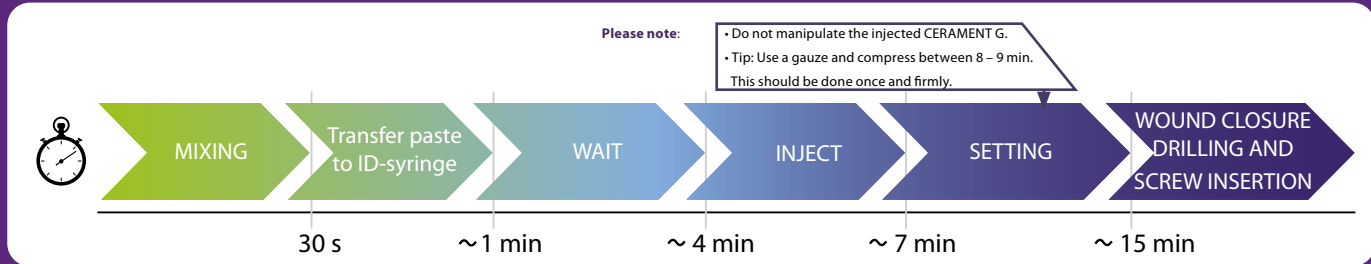 Please note:
• Do not manipulate the injected CERAMENT G.
• Tip: Use a gauze and compress between 8 – 9 min.
This should be done once and firmly.
MIXING
Transfer paste
to ID-syringe
WAIT
INJECT
SETTING
WOUND CLOSURE
DRILLING AND
SCREW INSERTION
30 s
~ 1 min
~ 4 min
~ 7 min
~ 15 min